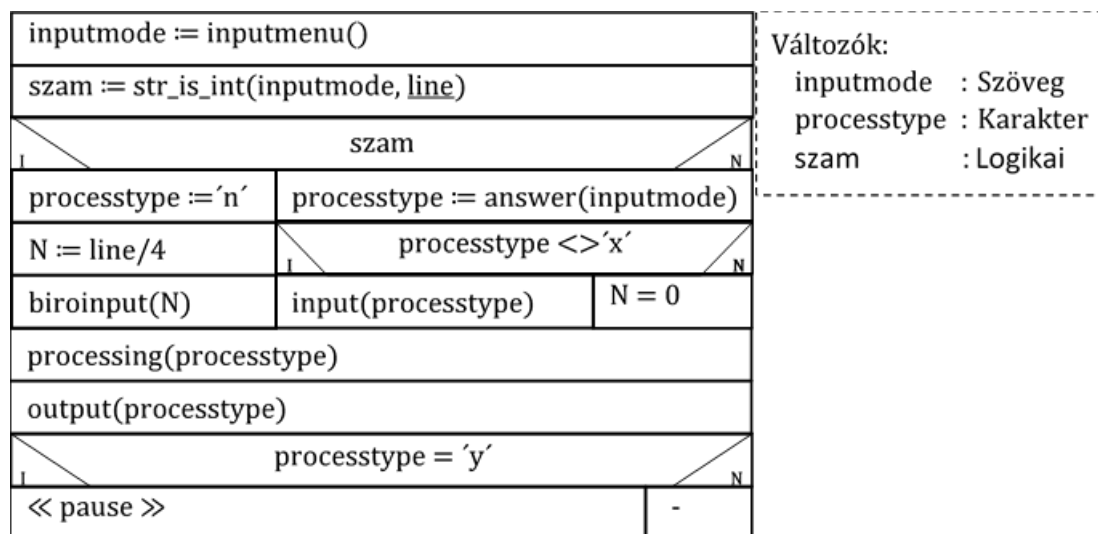 inputmode ≔ inputmenu()
szam ≔ str_is_int(inputmode, line)
szam
I N
processtype ≔´n´ processtype ≔ answer(inputmode)
N ≔ line/4 processtype <>´x´
I N
biroinput(N) input(processtype) N = 0
processing(processtype)
output(processtype)
processtype = ´y´
I N
≪ pause ≫ -
Változók:
inputmode : Szöveg
processtype : Karakter
szam : Logikai